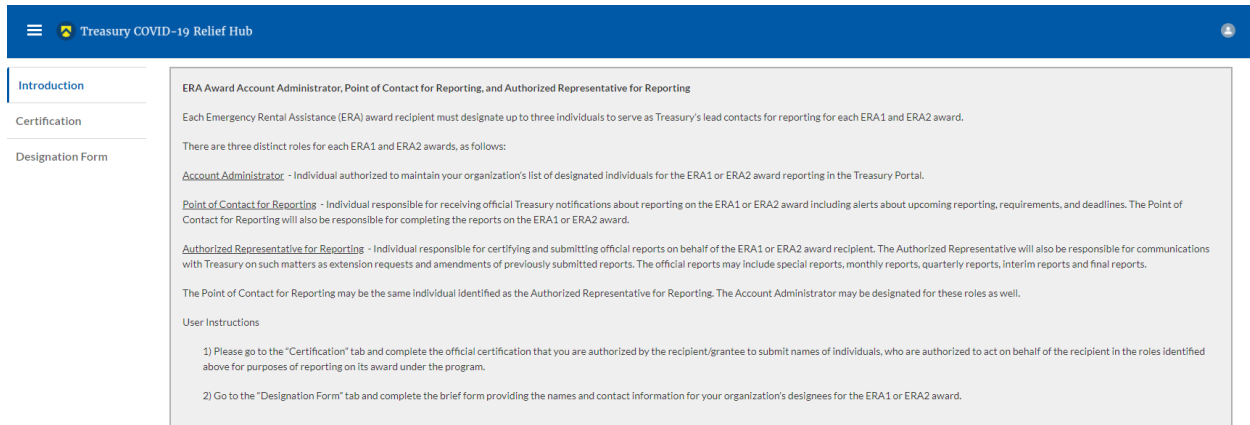 Treasury COVID-19 Relief Hub
Introduction
Certification
Designation Form
ERA Award Account Administrator, Point of Contact for Reporting, and Authorized Representative for Reporting
Each Emergency Rental Assistance (ERA) award recipient must designate up to three individuals to serve as Treasury's lead contacts for reporting for each ERA1 and ERA2 award.
There are three distinct roles for each ERA1 and ERA2 awards, as follows:
Account Administrator - Individual authorized to maintain your organization's list of designated individuals for the ERA1 or ERA2 award reporting in the Treasury Portal.
Point of Contact for Reporting - Individual responsible for receiving official Treasury notifications about reporting on the ERA1 or ERA2 award including alerts about upcoming reporting, requirements, and deadlines. The Point of
Contact for Reporting will also be responsible for completing the reports on the ERA1 or ERA2 award.
Authorized Representative for Reporting - Individual responsible for certifying and submitting official reports on behalf of the ERA1 or ERA2 award recipient. The Authorized Representative will also be responsible for communications
with Treasury on such matters as extension requests and amendments of previously submitted reports. The official reports may include special reports, monthly reports, quarterly reports, interim reports and final reports.
The Point of Contact for Reporting may be the same individual identified as the Authorized Representative for Reporting. The Account Administrator may be designated for these roles as well.
User Instructions
1) Please go to the "Certification" tab and complete the official certification that you are authorized by the recipient/grantee to submit names of individuals, who are authorized to act on behalf of the recipient in the roles identified
above for purposes of reporting on its award under the program.
2) Go to the "Designation Form" tab and complete the brief form providing the names and contact information for your organization's designees for the ERA1 or ERA2 award.